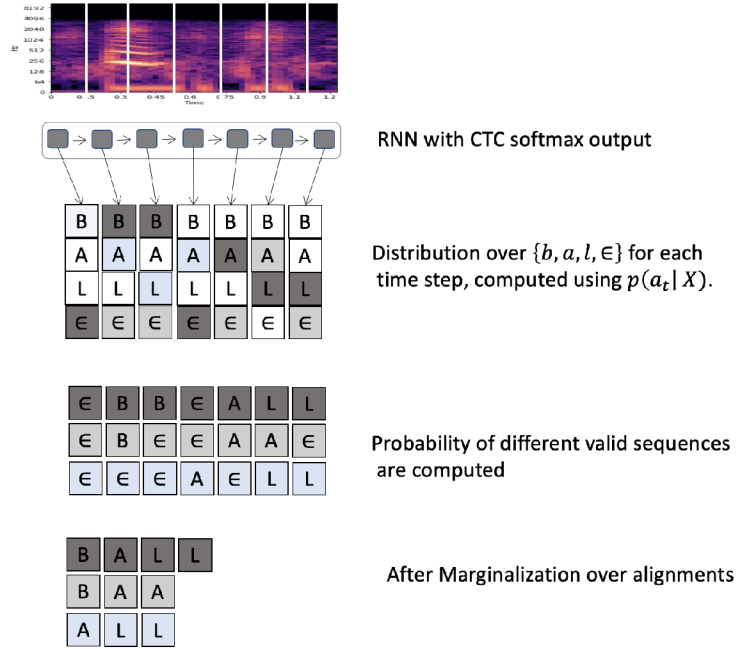 8192
4096
2048
1024
512
256
128
64
0
Hz
0 0.15 0.3 0.45 0.6 0.75 0.9 1.1 1.2
Time
RNN with CTC softmax output
B B B B B B B
A A A A A A A
L L L L L L L
∈ ∈ ∈ ∈ ∈ ∈ ∈
Distribution over {b, a, l, ∈} for each
time step, computed using p(a_t| X).
∈ B B ∈ A L L
∈ B ∈ ∈ A A ∈
∈ ∈ ∈ A ∈ L L
Probability of different valid sequences
are computed
B A L L
B A A
A L L
After Marginalization over alignments